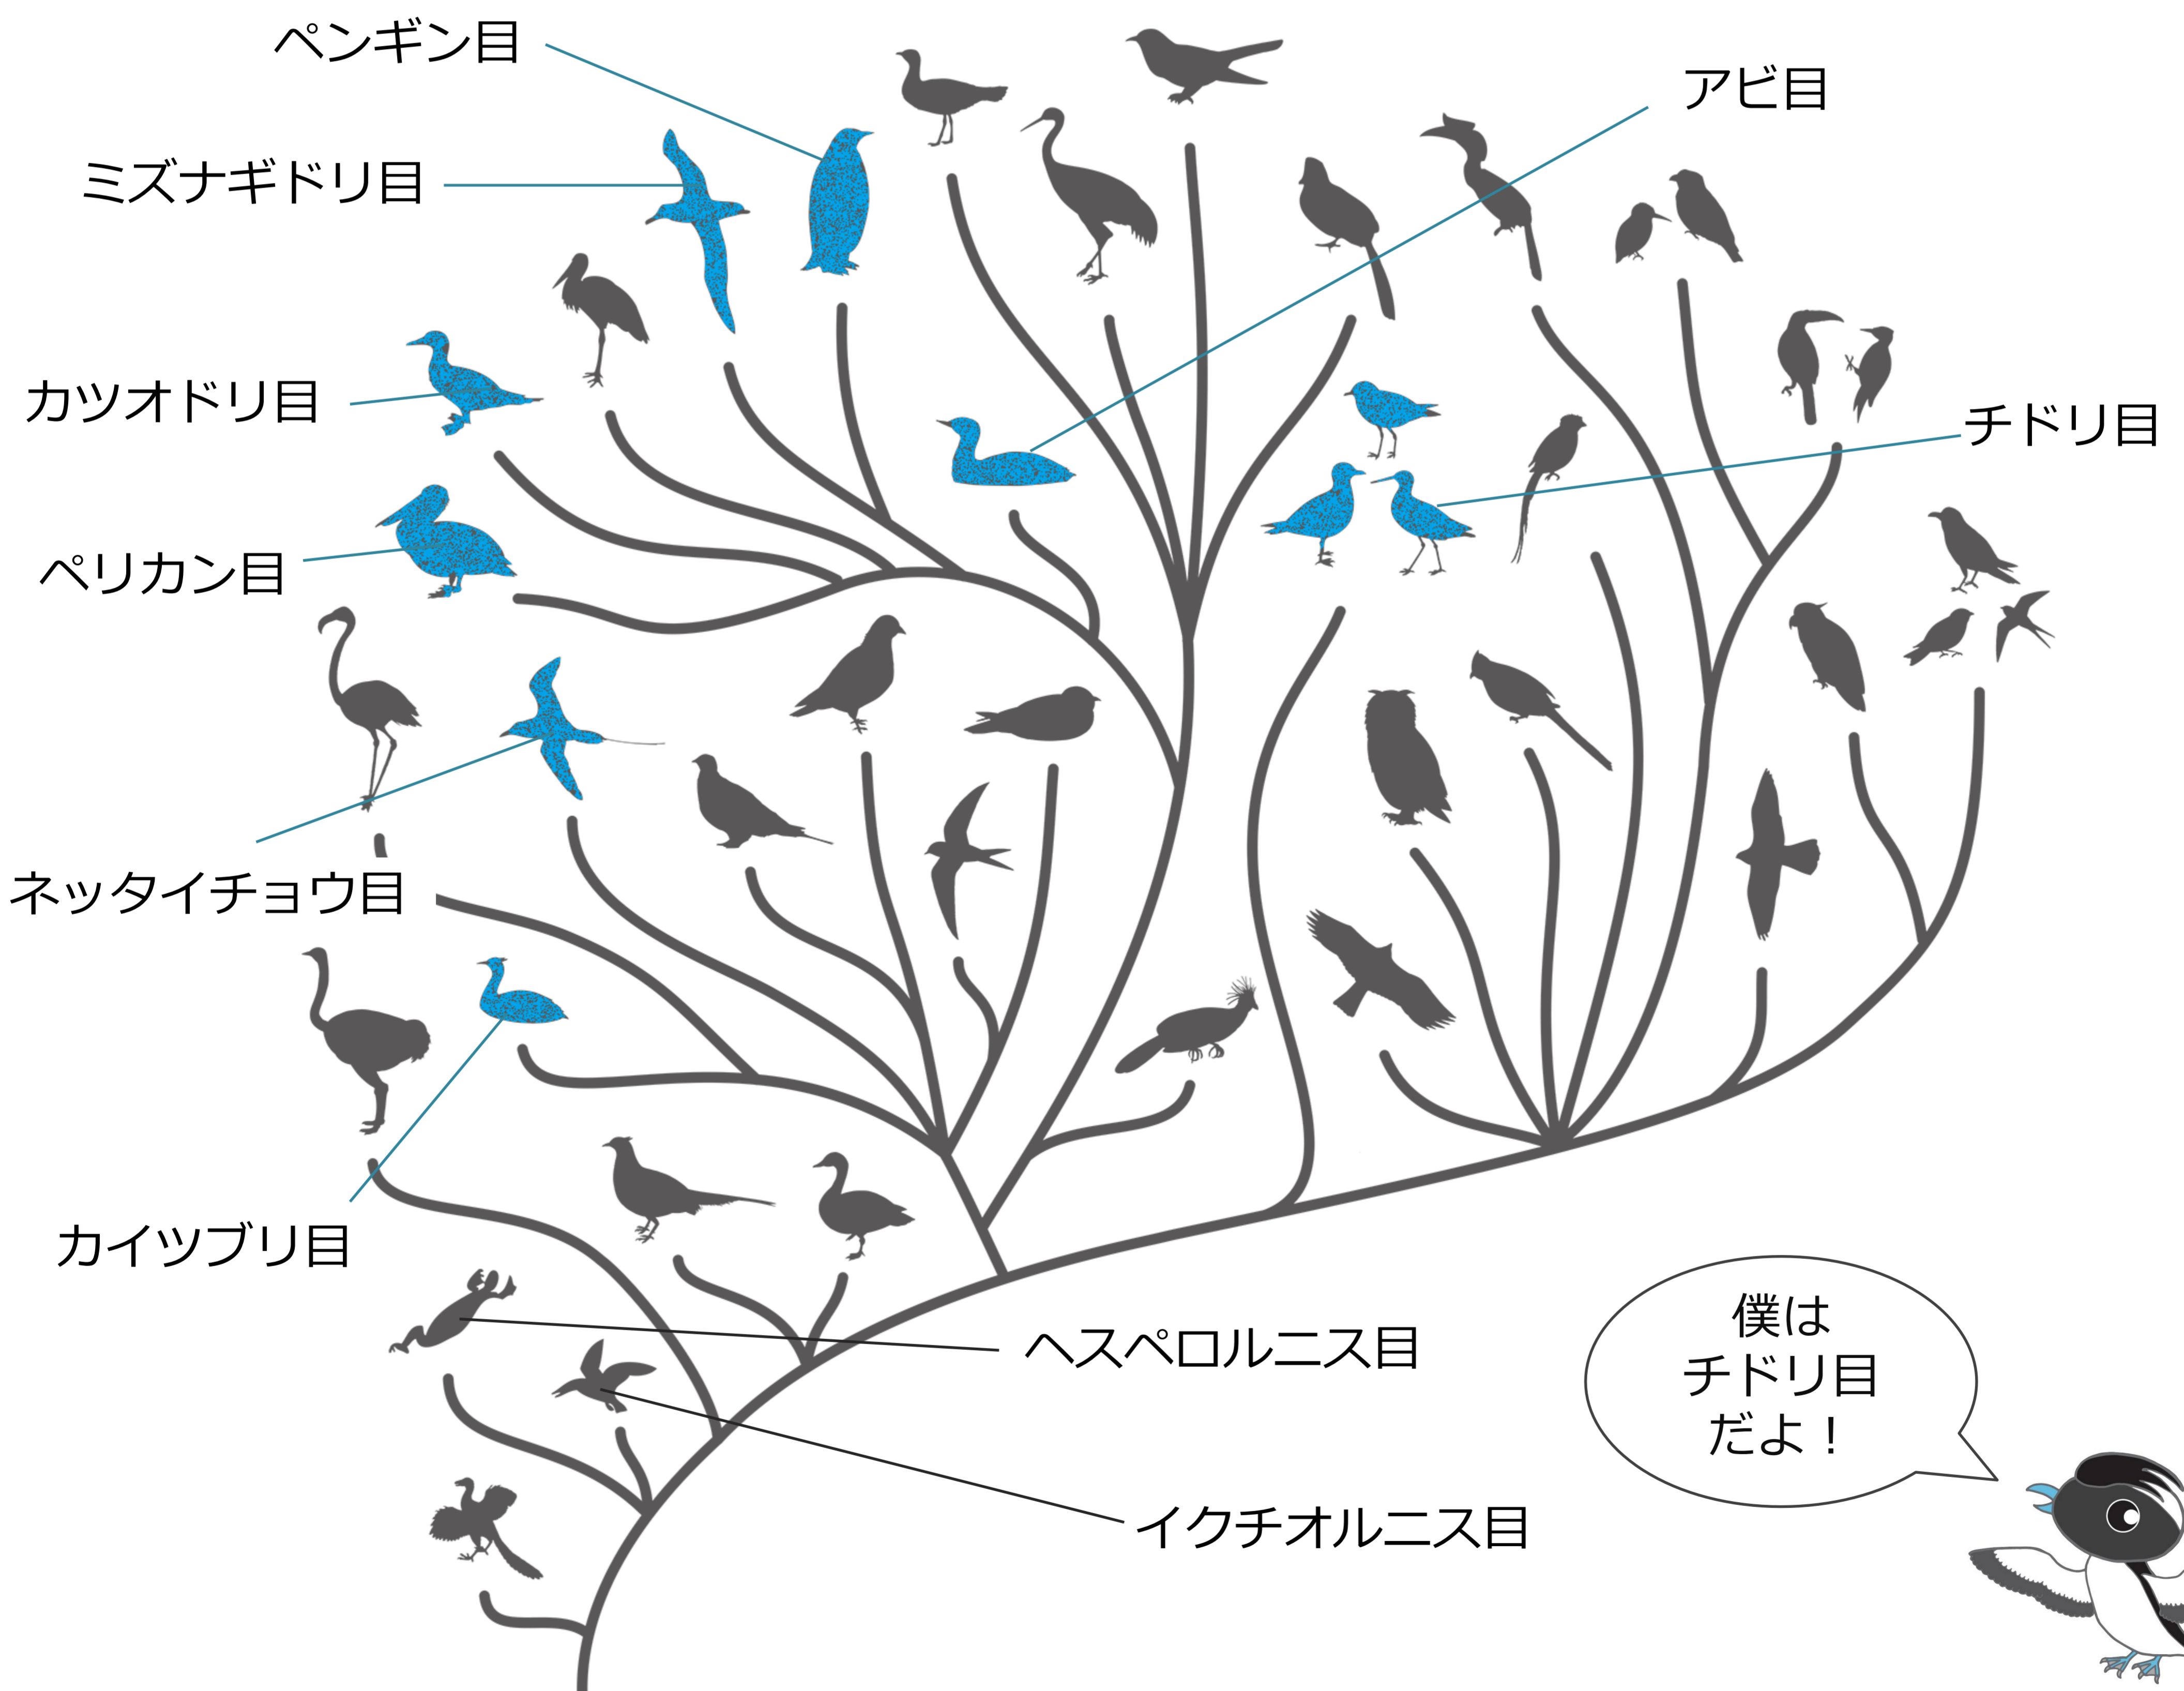 ペンギン目
アビ目
ミズナギドリ目
カツオドリ目
チドリ目
ペリカン目
ネッタイチョウ目
カイツブリ目
ヘスペロルニス目
イクチオルニス目
僕は
チドリ目
だよ！